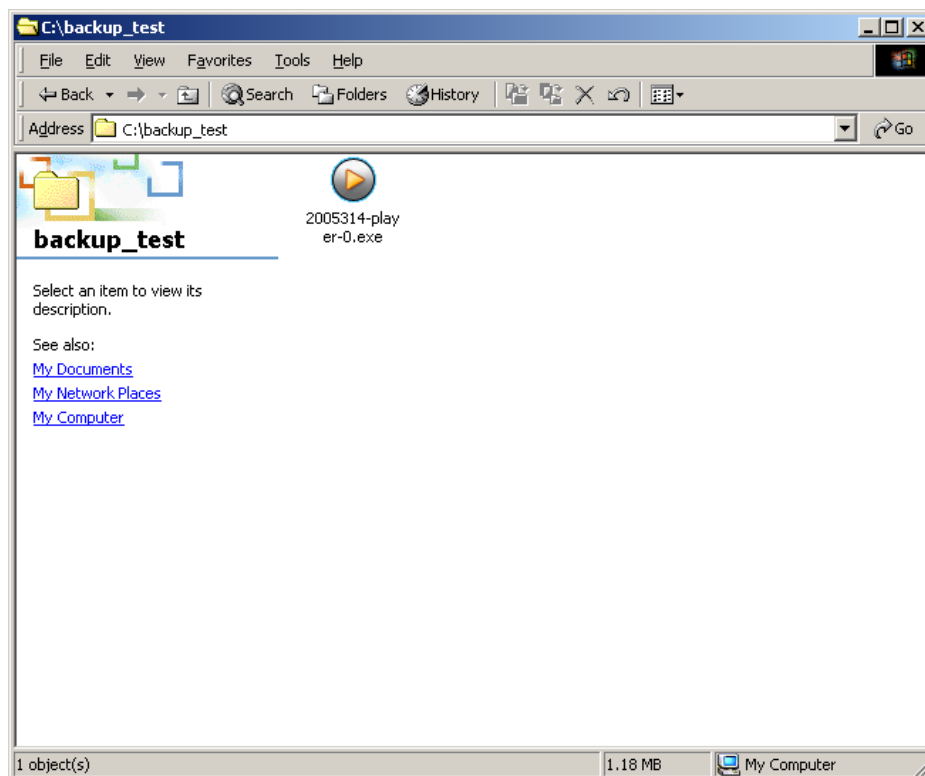 C:\backup_test
File Edit View Favorites Tools Help
Back Search Folders History
Address C:\backup_test Go
backup_test
2005314-play
er-0.exe
Select an item to view its
description.
See also:
My Documents
My Network Places
My Computer
1 object(s) 1.18 MB My Computer